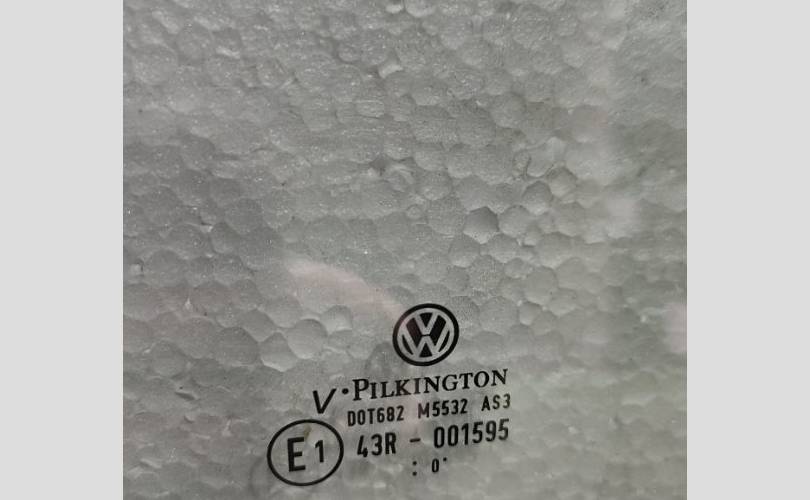 V·PILKINGTON
DOT682 M5532 AS3
E1 43R - 001595
: 0·